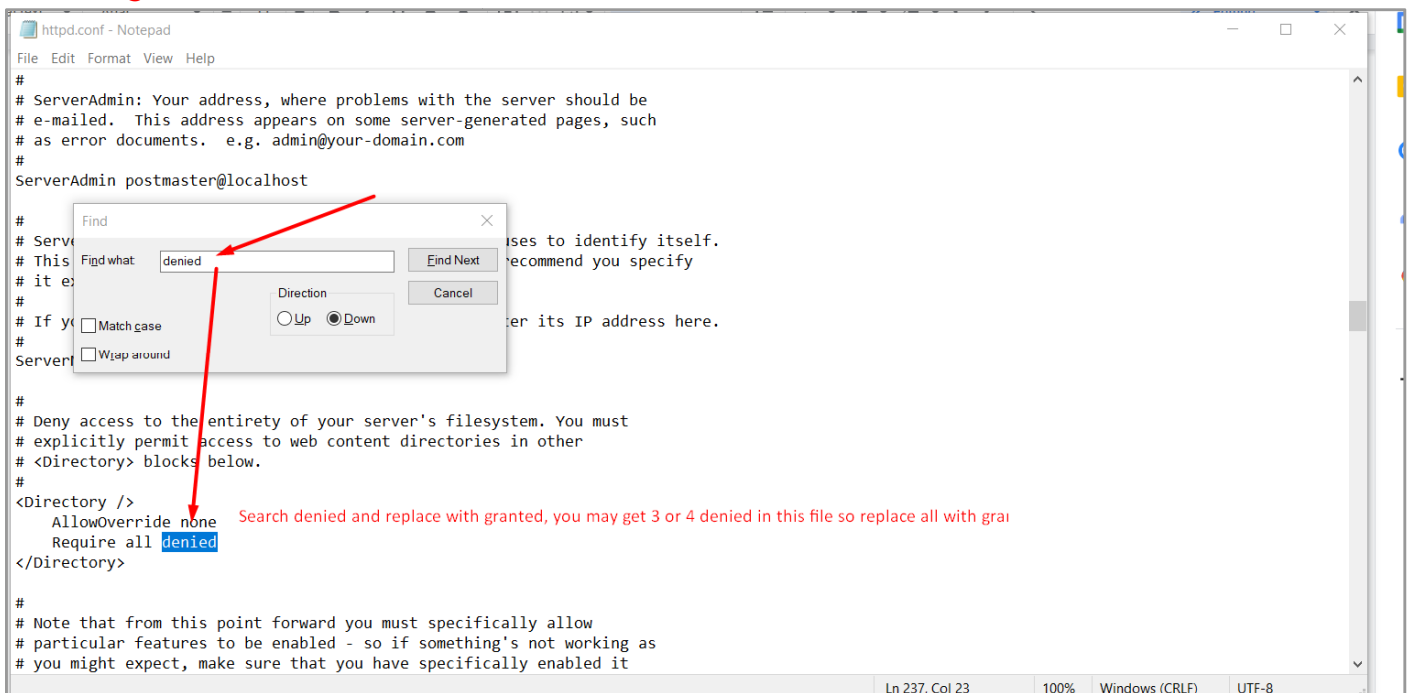 httpd.conf - Notepad
File Edit Format View Help
#
# ServerAdmin: Your address, where problems with the server should be
# e-mailed. This address appears on some server-generated pages, such
# as error documents. e.g. admin@your-domain.com
#
ServerAdmin postmaster@localhost
#
Find
# Serve uses to identify itself.
# This recommend you specify
Find what denied Find Next
# it ex
Direction Cancel
#
# If yo ter its IP address here.
Match case Up Down
#
Wrap around
Server
#
# Deny access to the entirety of your server's filesystem. You must
# explicitly permit access to web content directories in other
# <Directory> blocks below.
#
<Directory />
AllowOverride none
Search denied and replace with granted, you may get 3 or 4 denied in this file so replace all with gra
Require all denied
</Directory>
#
# Note that from this point forward you must specifically allow
# particular features to be enabled - so if something's not working as
# you might expect, make sure that you have specifically enabled it
Ln 237, Col 23 100% Windows (CRLF) UTF-8